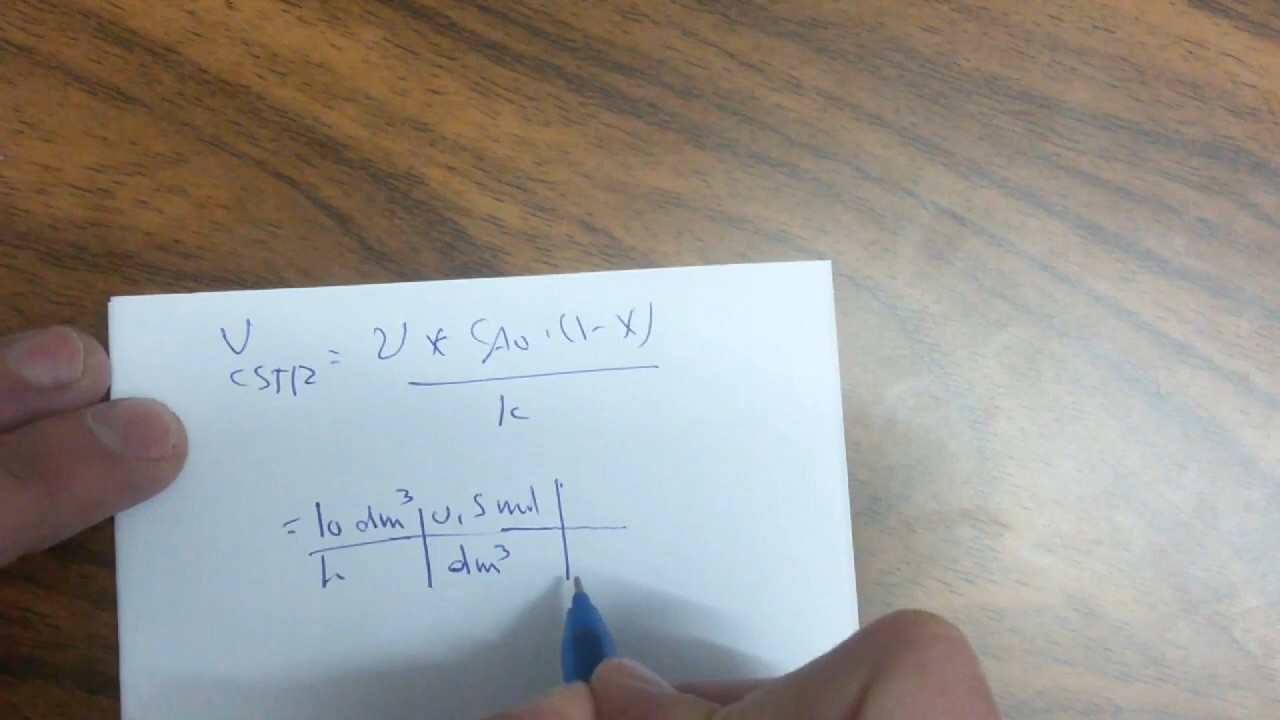 V CSTR = υ * CA0 · (1 - X)
k
= 10 dm³ | 0,5 mol |
h | dm³ |